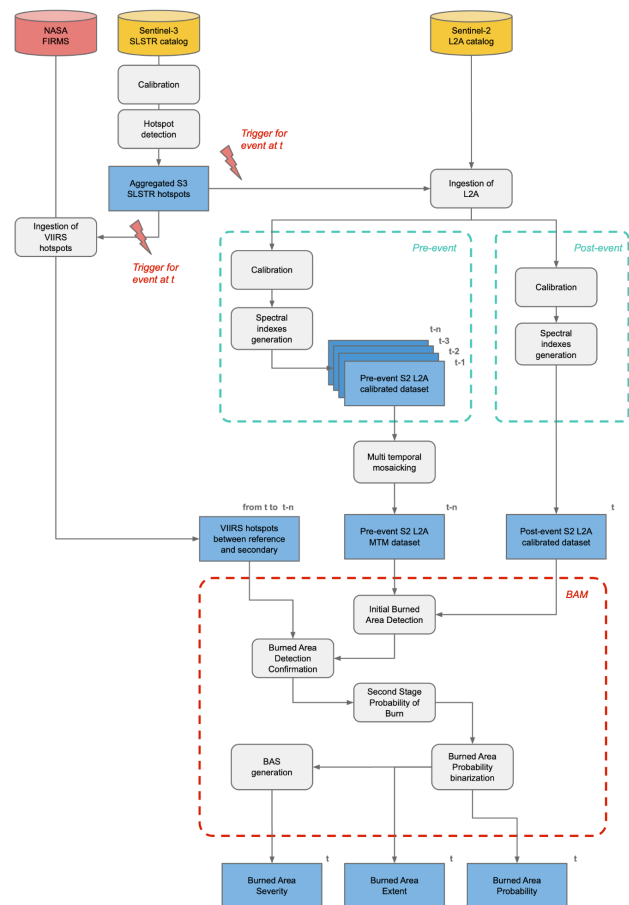 NASA
FIRMS
Sentinel-3
SLSTR catalog
Sentinel-2
L2A catalog
Calibration
Hotspot
detection
Trigger for
event at t
Aggregated S3
SLSTR hotspots
Ingestion of
L2A
Ingestion of
VIIRS
hotspots
Trigger for
event at t
Pre-event
Post-event
Calibration
Calibration
Spectral
indexes
generation
Spectral
indexes
generation
t-n
t-3
t-2
t-1
Pre-event S2 L2A
calibrated dataset
Multi temporal
mosaicking
from t to t-n
t-n
t
VIIRS hotspots
between reference
and secondary
Pre-event S2 L2A
MTM dataset
Post-event S2 L2A
calibrated dataset
BAM
Initial Burned
Area Detection
Burned Area
Detection
Confirmation
Second Stage
Probability of
Burn
BAS
generation
Burned Area
Probability
binarization
t
t
t
Burned Area
Severity
Burned Area
Extent
Burned Area
Probability